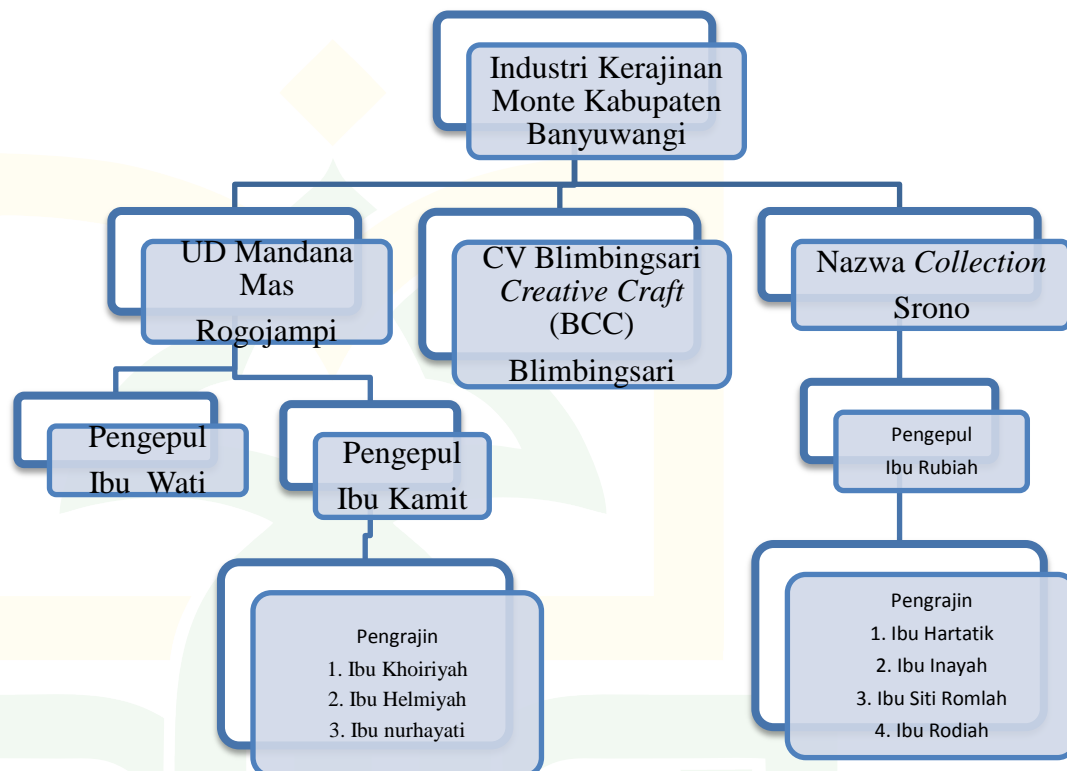 Industri Kerajinan
Monte Kabupaten
Banyuwangi
UD Mandana
Mas
Rogojampi
CV Blimbingsari
Creative Craft
(BCC)
Blimbingsari
Nazwa Collection
Srono
Pengepul
Ibu Wati
Pengepul
Ibu Kamit
Pengepul
Ibu Rubiah
Pengrajin
1. Ibu Khoiriyah
2. Ibu Helmiyah
3. Ibu nurhayati
Pengrajin
1. Ibu Hartatik
2. Ibu Inayah
3. Ibu Siti Romlah
4. Ibu Rodiah